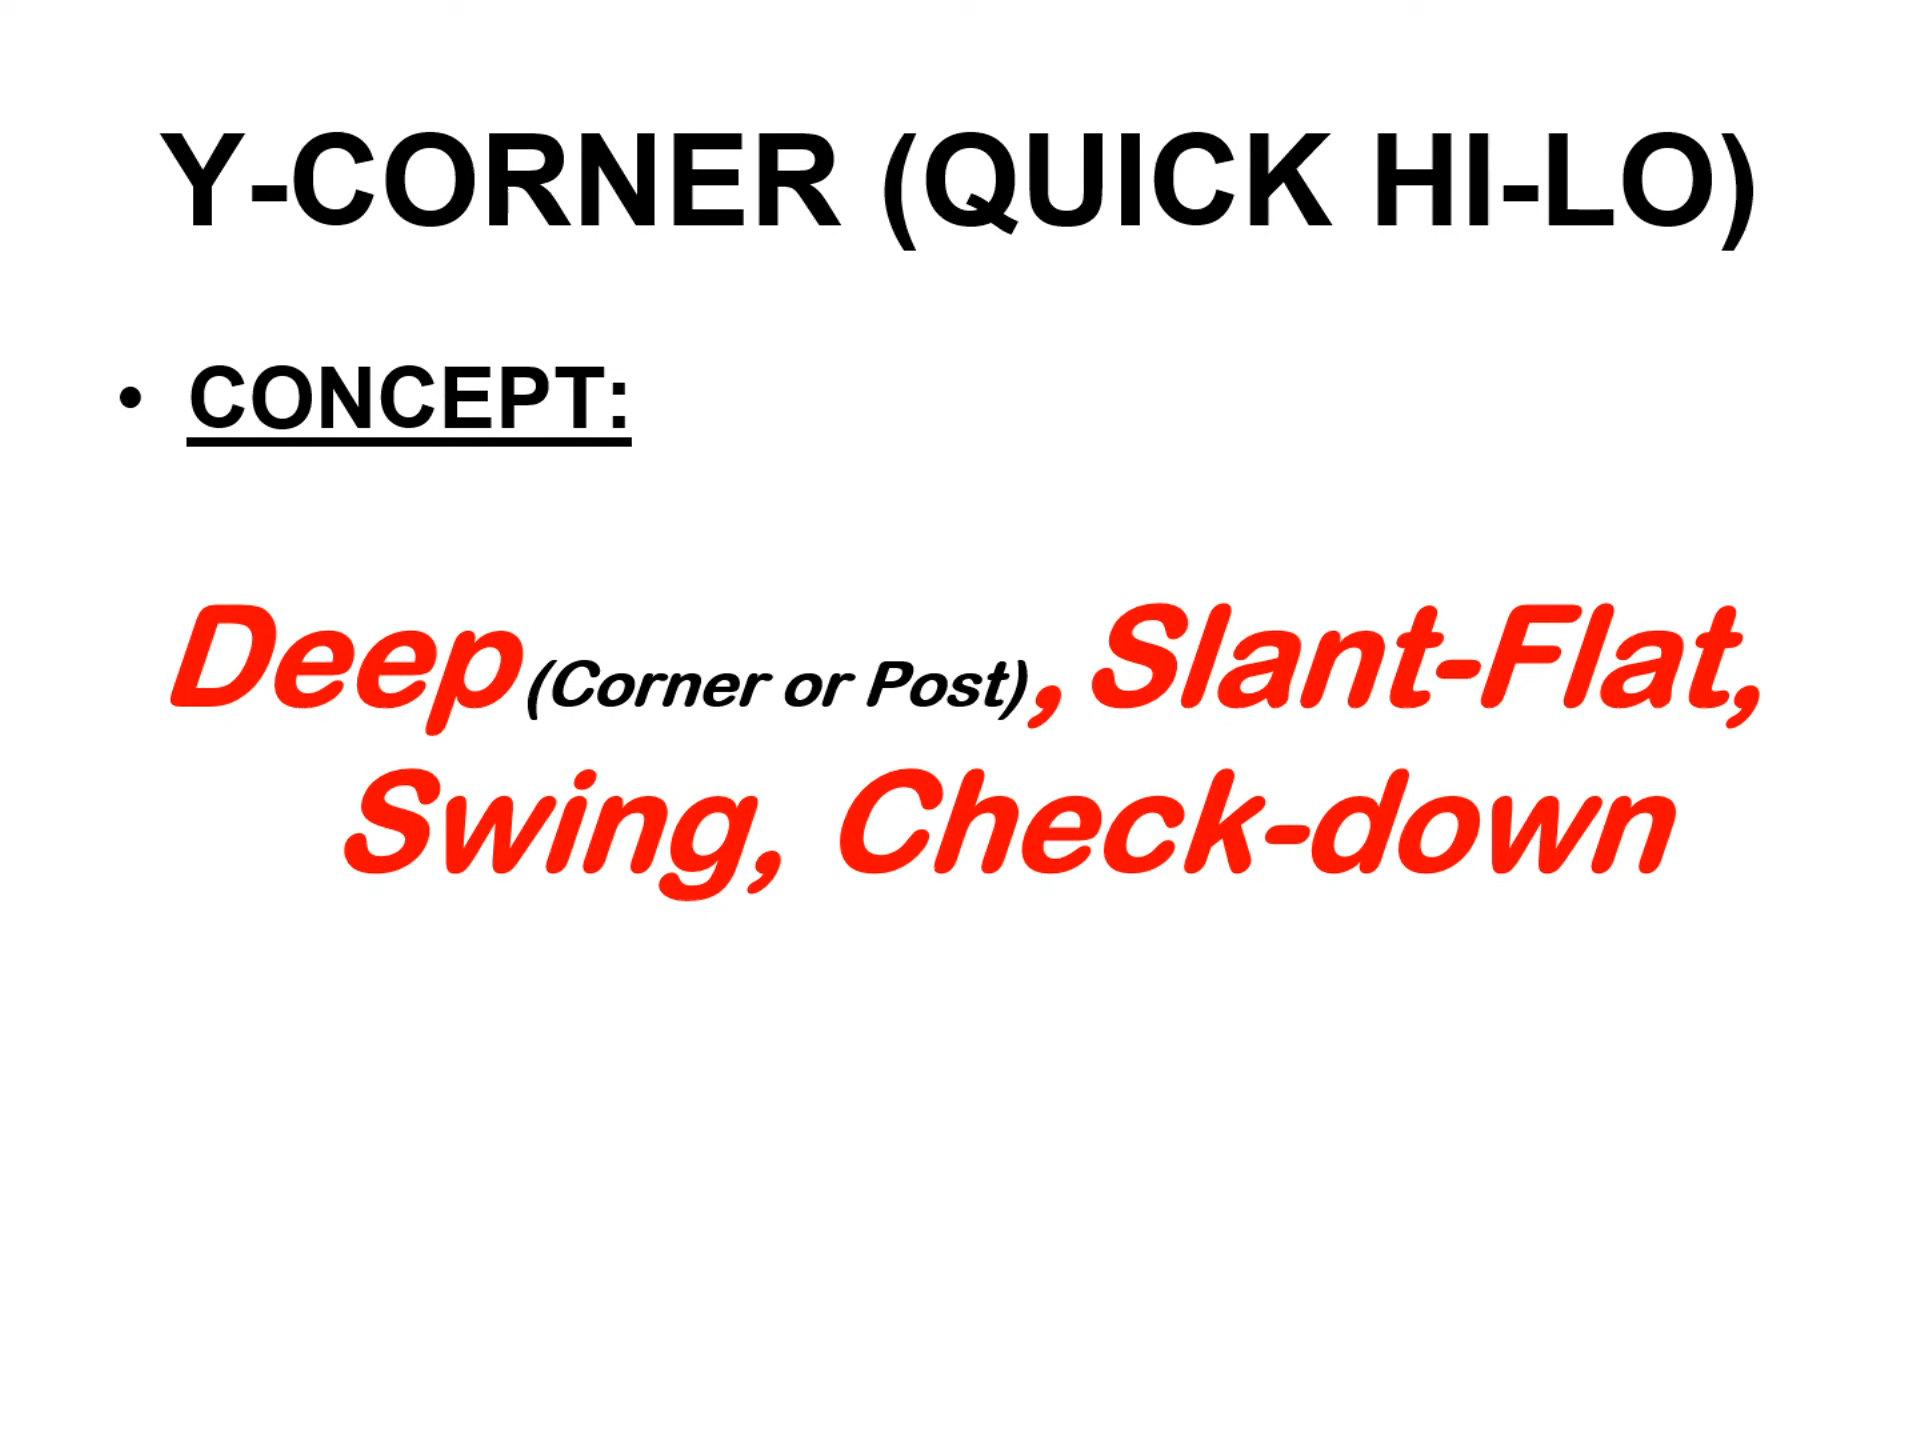 Y-CORNER (QUICK HI-LO)
• CONCEPT:
Deep (Corner or Post), Slant-Flat,
Swing, Check-down